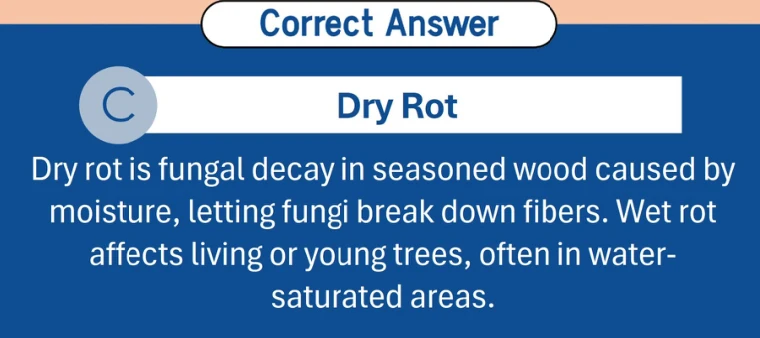 Correct Answer
C
Dry Rot
Dry rot is fungal decay in seasoned wood caused by
moisture, letting fungi break down fibers. Wet rot
affects living or young trees, often in water-
saturated areas.